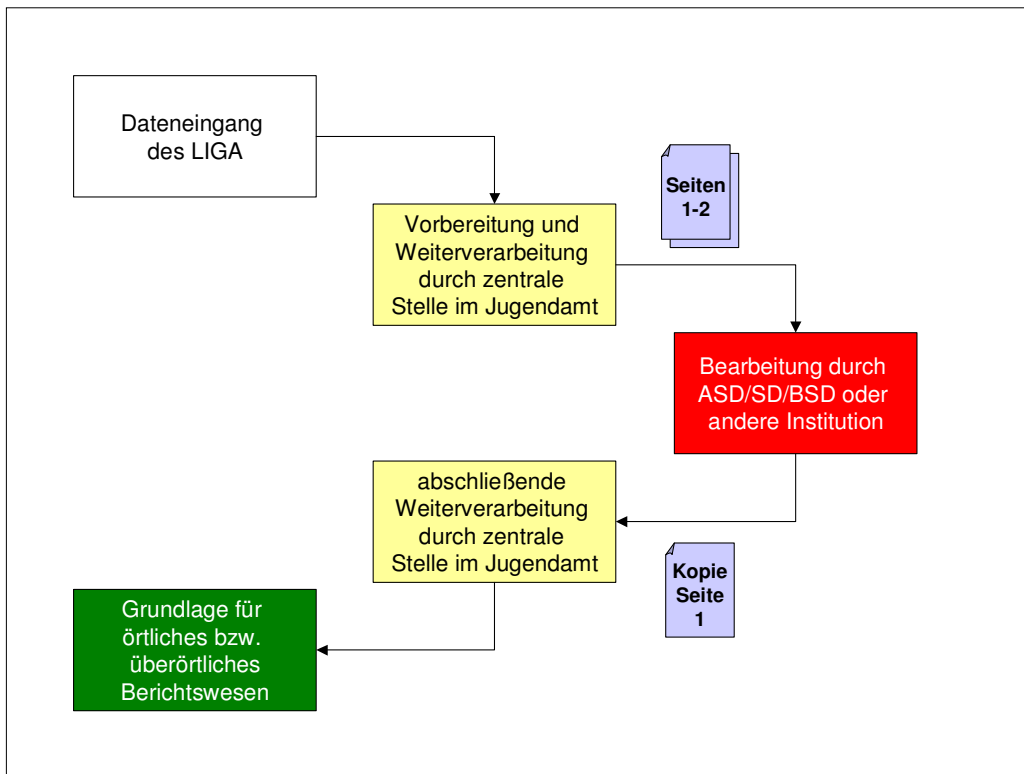 Dateneingang
des LIGA
Vorbereitung und
Weiterverarbeitung
durch zentrale
Stelle im Jugendamt
Seiten
1-2
Bearbeitung durch
ASD/SD/BSD oder
andere Institution
abschließende
Weiterverarbeitung
durch zentrale
Stelle im Jugendamt
Kopie
Seite
1
Grundlage für
örtliches bzw.
überörtliches
Berichtswesen